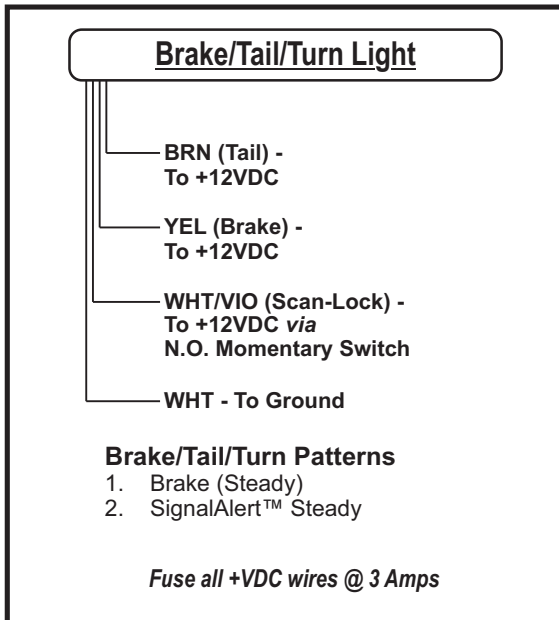 Brake/Tail/Turn Light
BRN (Tail) -
To +12VDC
YEL (Brake) -
To +12VDC
WHT/VIO (Scan-Lock) -
To +12VDC via
N.O. Momentary Switch
WHT - To Ground
Brake/Tail/Turn Patterns
1. Brake (Steady)
2. SignalAlert™ Steady
Fuse all +VDC wires @ 3 Amps